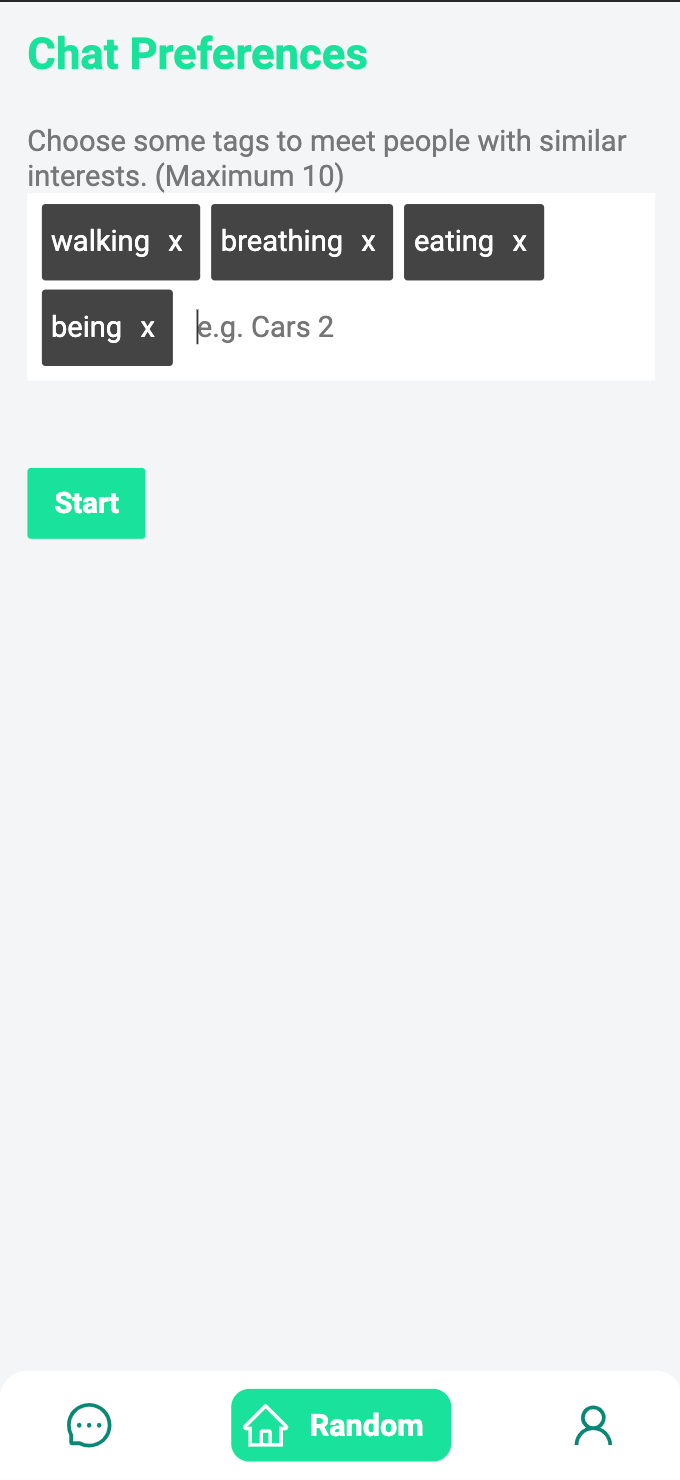 Chat Preferences
Choose some tags to meet people with similar
interests. (Maximum 10)
walking x breathing x eating x
being x e.g. Cars 2
Start
Random